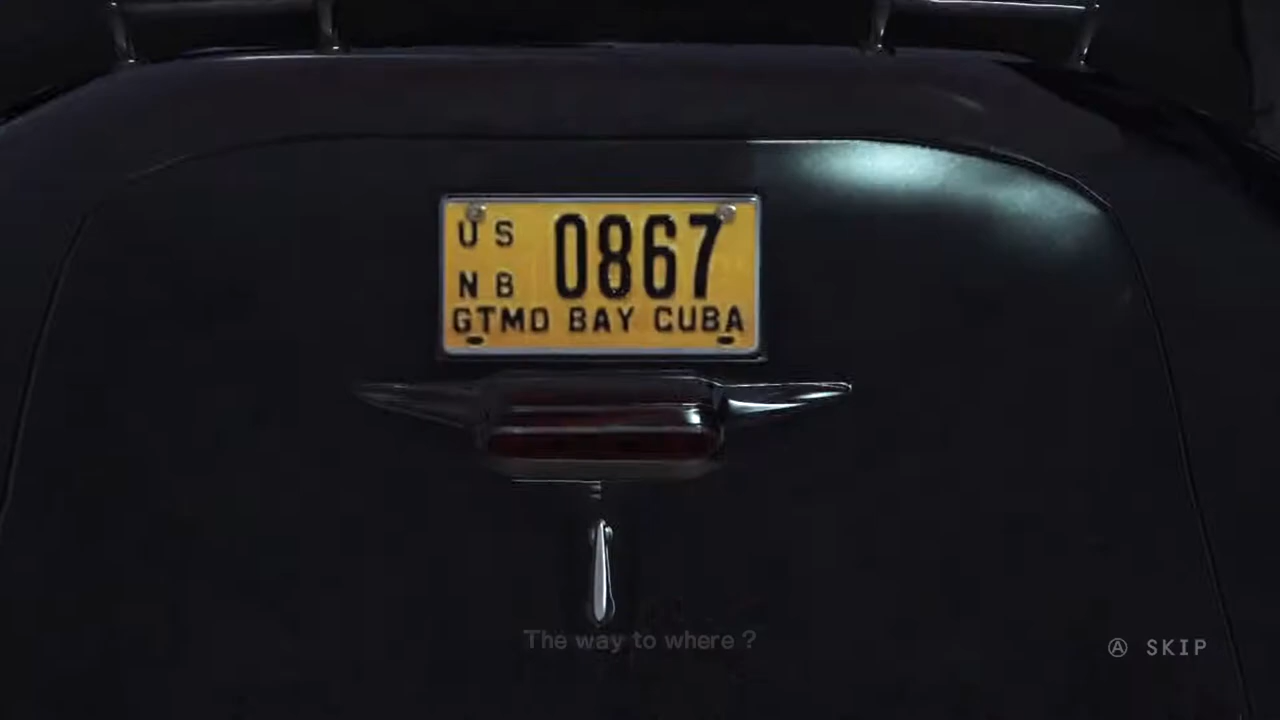 U S 0867
N B
GTMO BAY CUBA
The way to where ?
Ⓐ SKIP